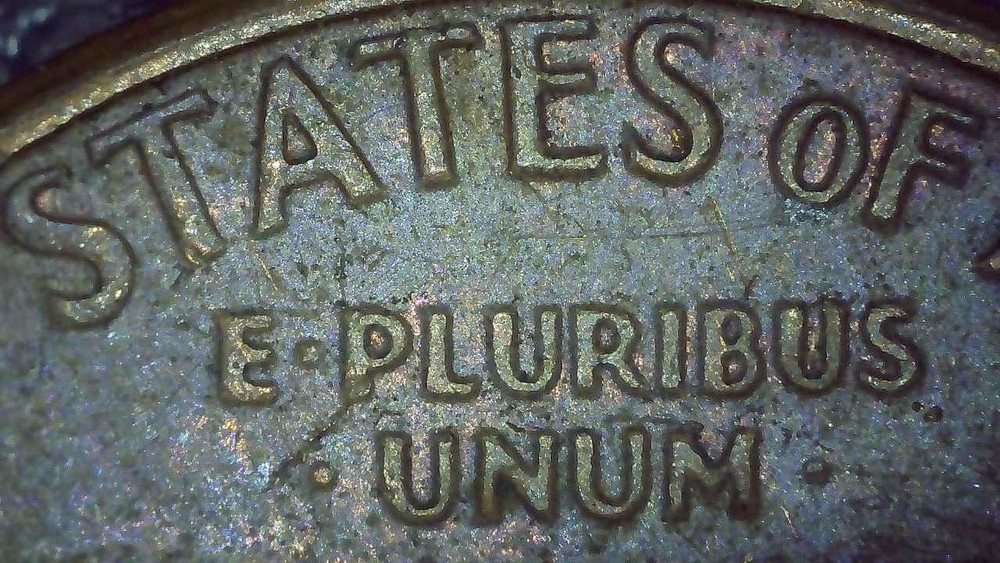 STATES OF
E·PLURIBUS
·UNUM·